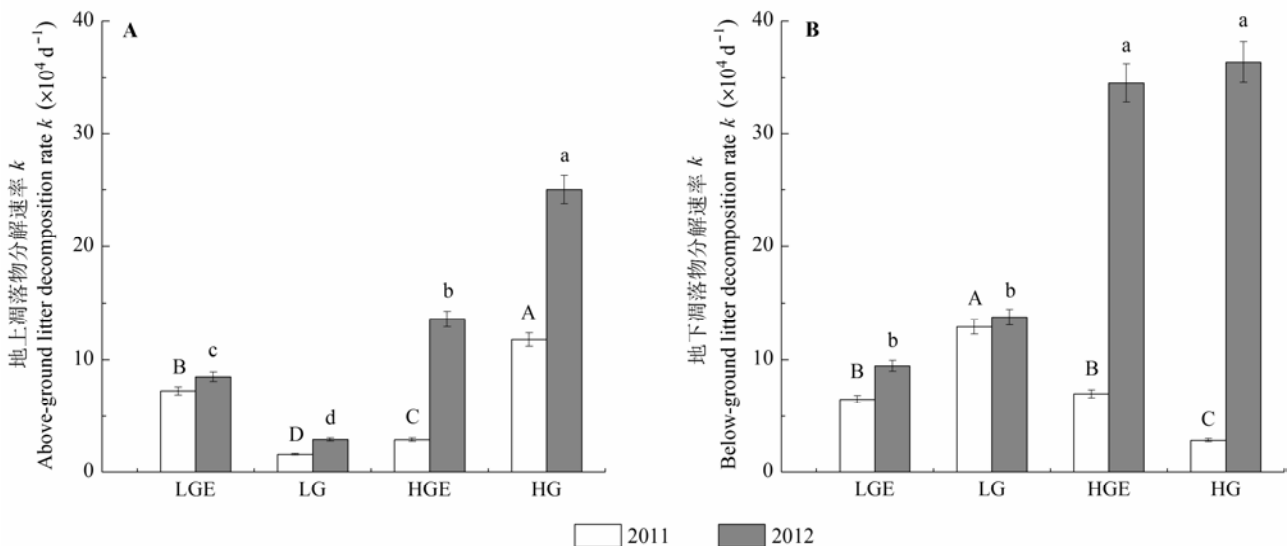 地上凋落物分解速率 k
Above-ground litter decomposition rate k (×10⁴ d⁻¹)
40
30
20
10
0
A
B
c
D
d
C
b
A
a
LGE
LG
HGE
HG
地下凋落物分解速率 k
Below-ground litter decomposition rate k (×10⁴ d⁻¹)
40
30
20
10
0
B
B
b
A
b
B
a
C
a
LGE
LG
HGE
HG
2011
2012